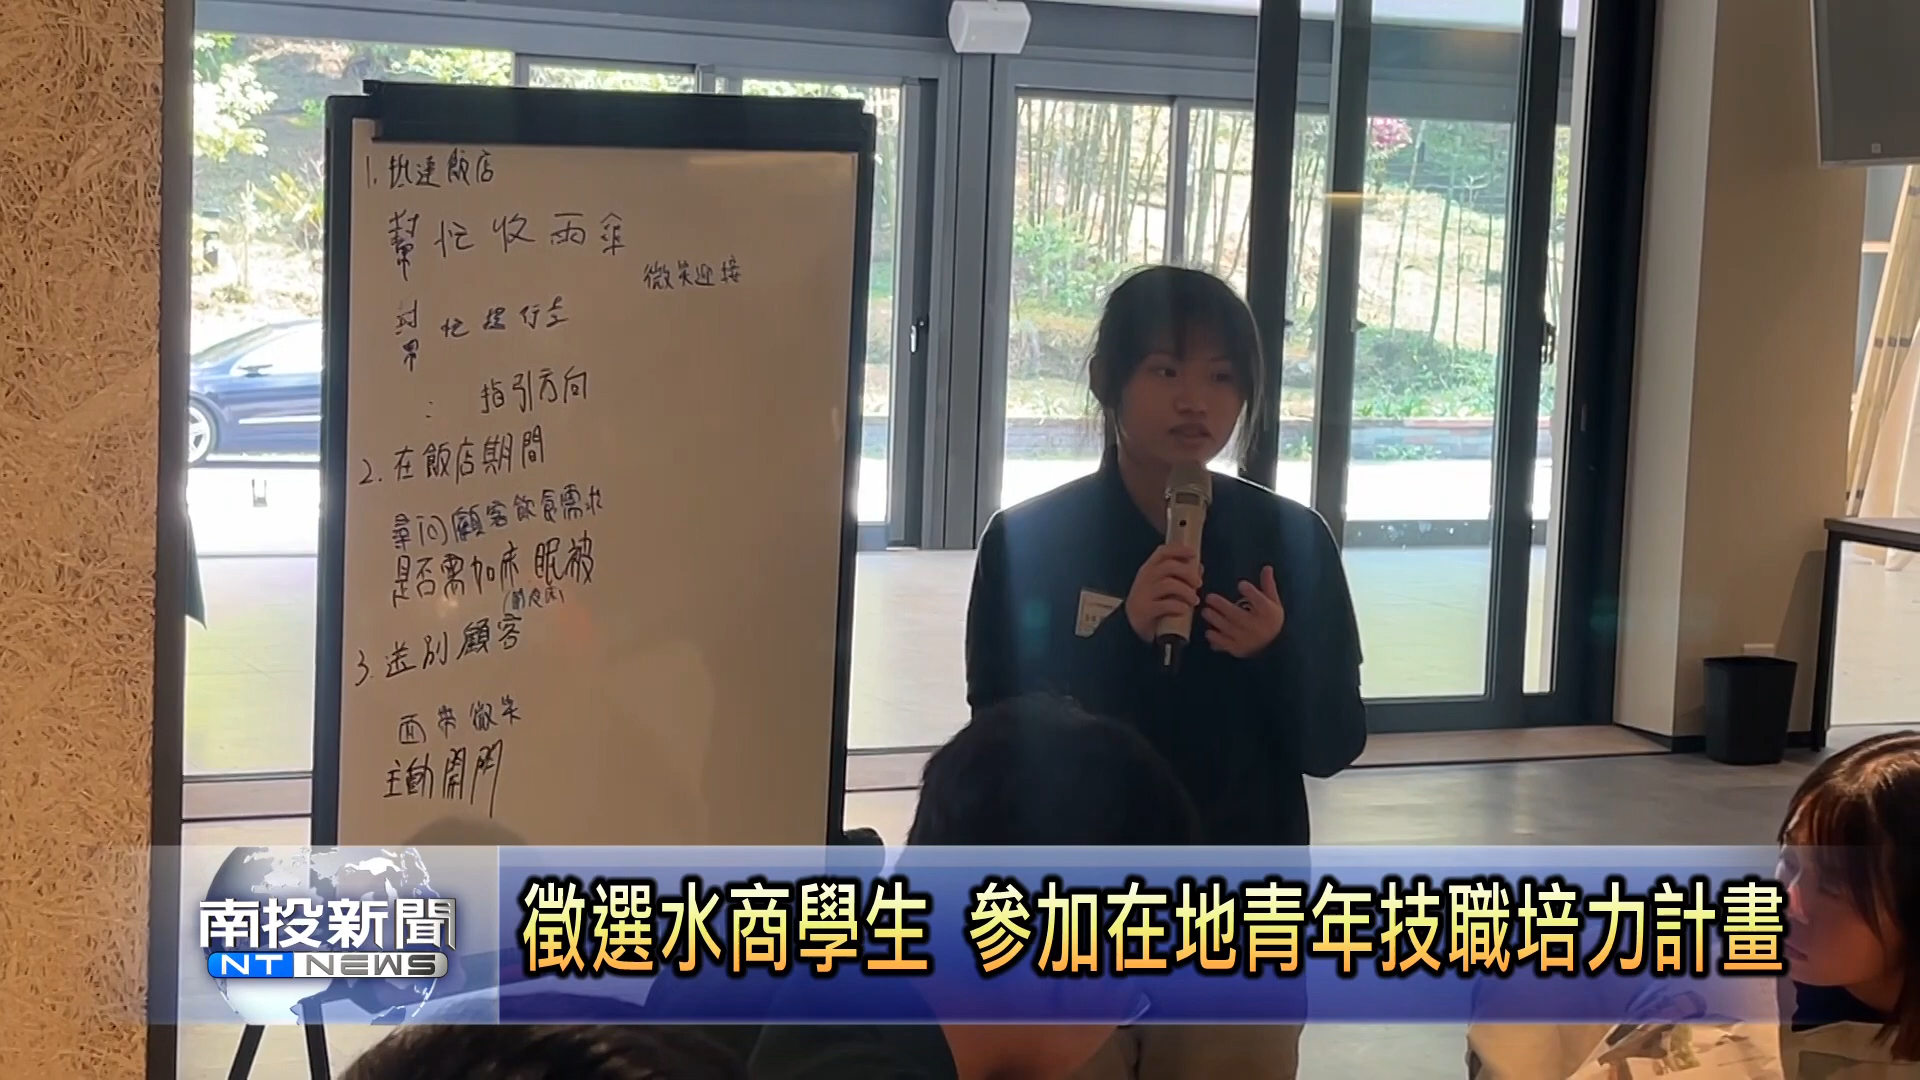 1. 抵達飯店
幫忙收雨傘
微笑迎接
幫忙提行李
: 指引方向
2. 在飯店期間
尋問顧客飲食需求
是否需加床 眠被
3. 送別顧客
面帶微笑
主動開門
南投新聞
NT NEWS
徵選水商學生 參加在地青年技職培力計畫